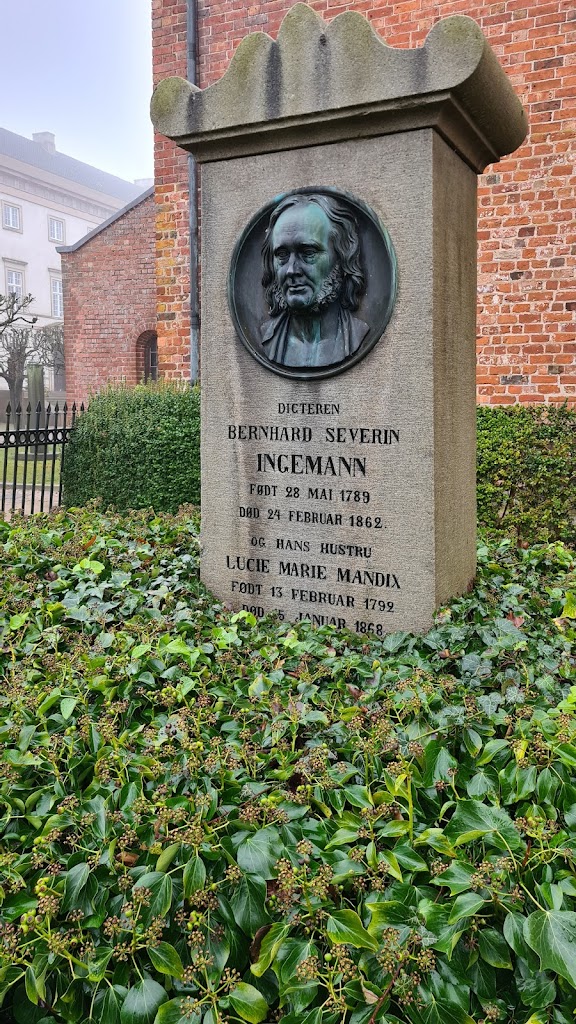 DIGTEREN
BERNHARD SEVERIN
INGEMANN
FØDT 28 MAI 1789
DØD 24 FEBRUAR 1862.
OG HANS HUSTRU
LUCIE MARIE MANDIX
FØDT 13 FEBRUAR 1792
DØD 15 JANUAR 1868